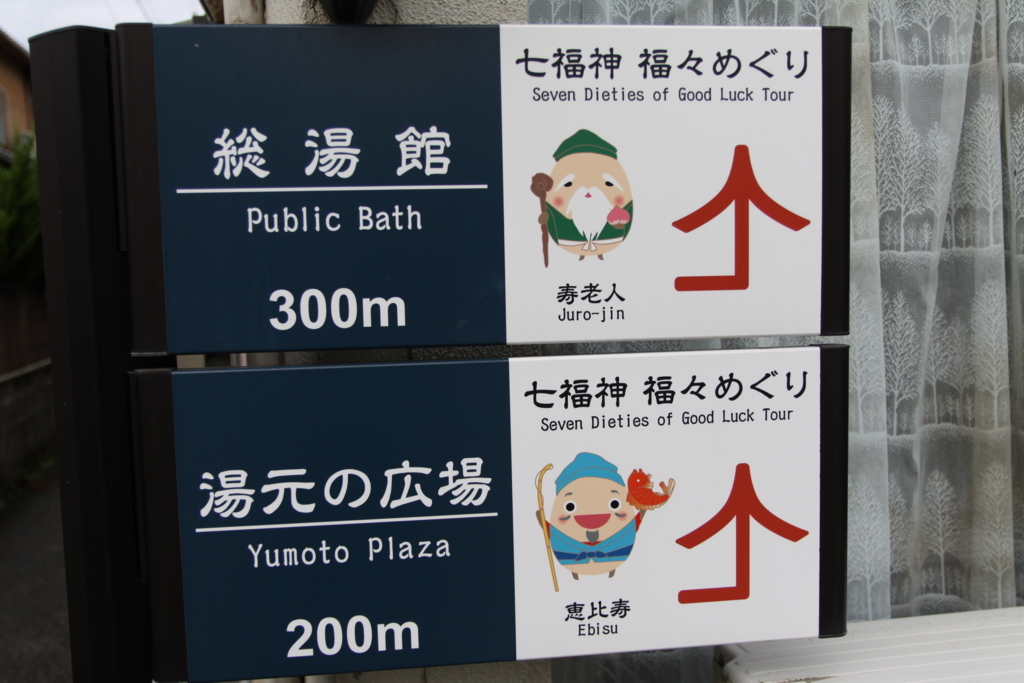 総湯館
Public Bath
300m
七福神 福々めぐり
Seven Dieties of Good Luck Tour
寿老人
Juro-jin
湯元の広場
Yumoto Plaza
200m
七福神 福々めぐり
Seven Dieties of Good Luck Tour
恵比寿
Ebisu